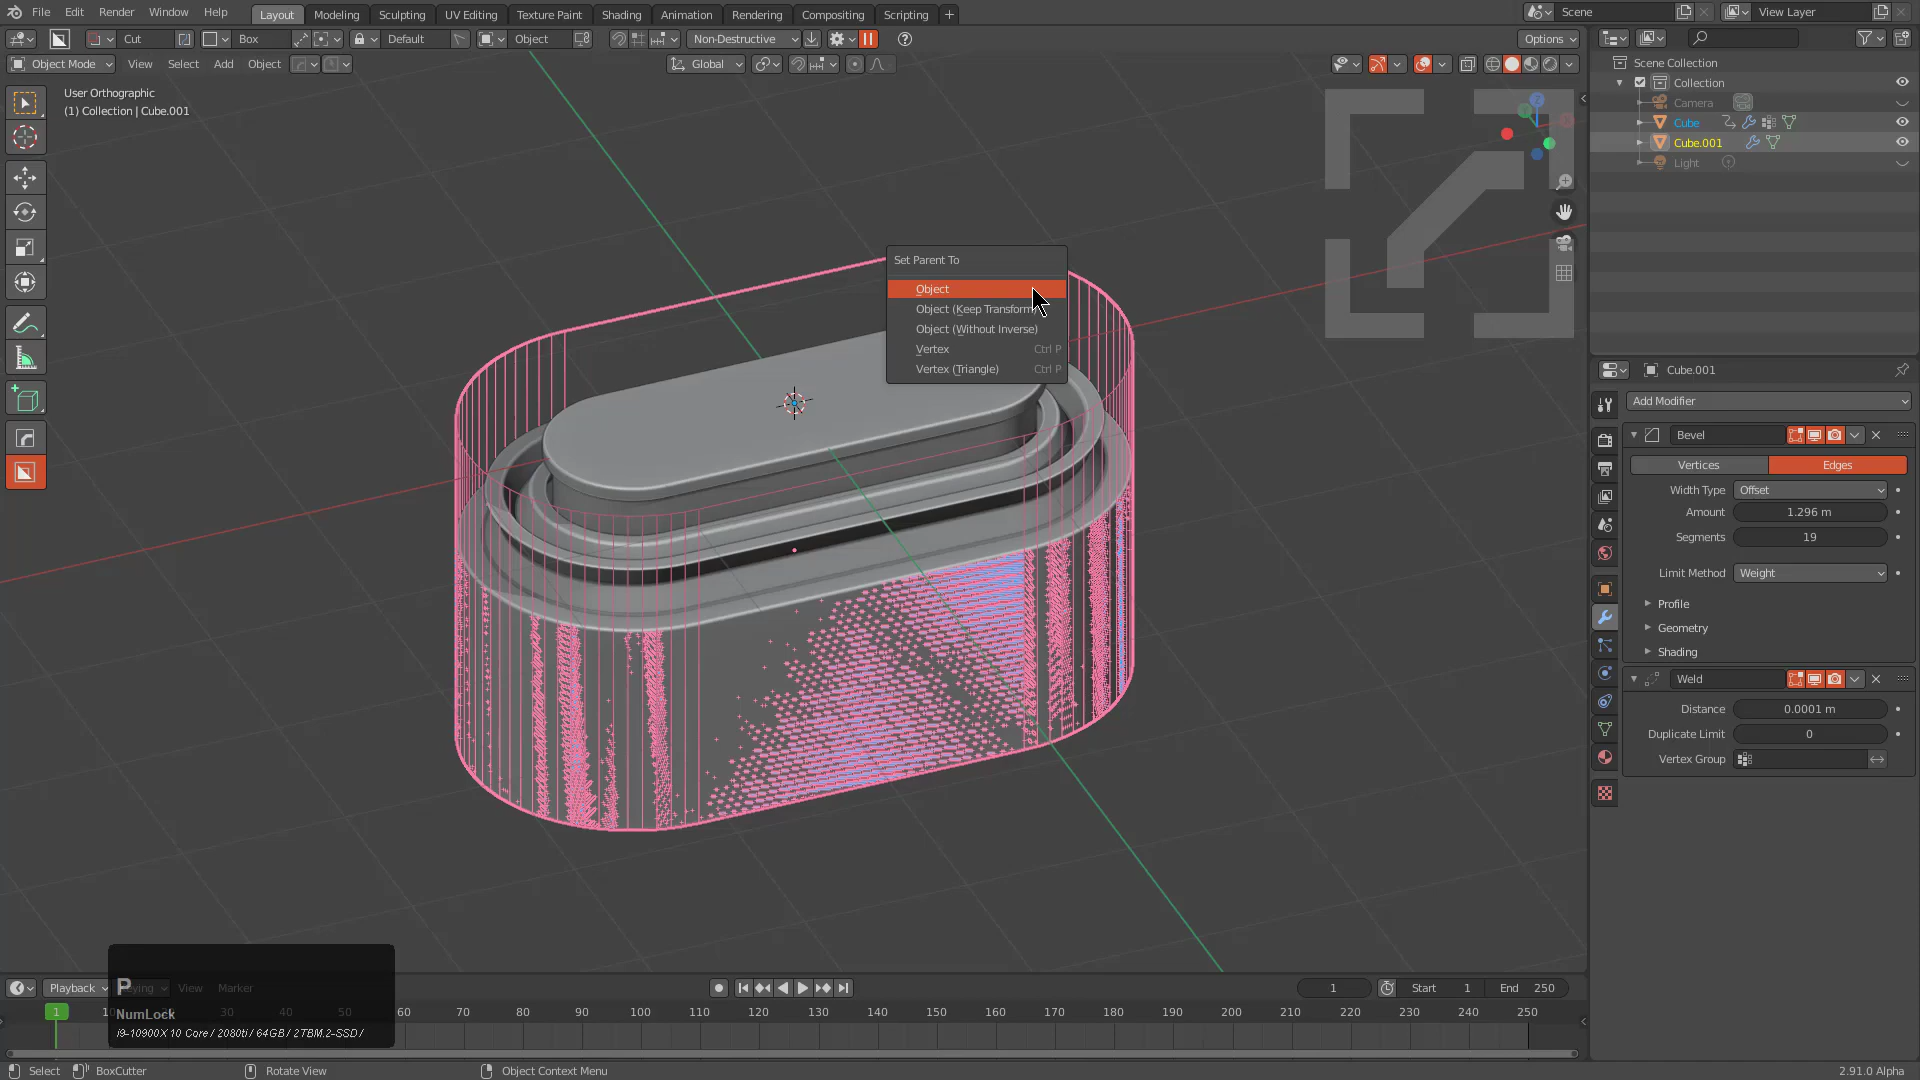 File Edit Render Window Help Layout Modeling Sculpting UV Editing Texture Paint Shading Animation Rendering Compositing Scripting + Scene View Layer
Cut Box Default Object Non-Destructive Options
Object Mode View Select Add Object Global
User Orthographic
(1) Collection | Cube.001
Scene Collection
Collection
Camera
Cube
Cube.001
Light
Z
Set Parent To
Object
Object (Keep Transform)
Object (Without Inverse)
Vertex Ctrl P
Vertex (Triangle) Ctrl P
Cube.001
Add Modifier
Bevel
Vertices Edges
Width Type Offset
Amount 1.296 m
Segments 19
Limit Method Weight
Profile
Geometry
Shading
Weld
Distance 0.0001 m
Duplicate Limit 0
Vertex Group
P
NumLock
i9-10900X 10 Core / 2080ti / 64GB / 2TBM.2-SSD /
Playback View Marker 1 Start 1 End 250
1 30 40 50 60 70 80 90 100 110 120 130 140 150 160 170 180 190 200 210 220 230 240 250
Select BoxCutter Rotate View Object Context Menu 2.91.0 Alpha